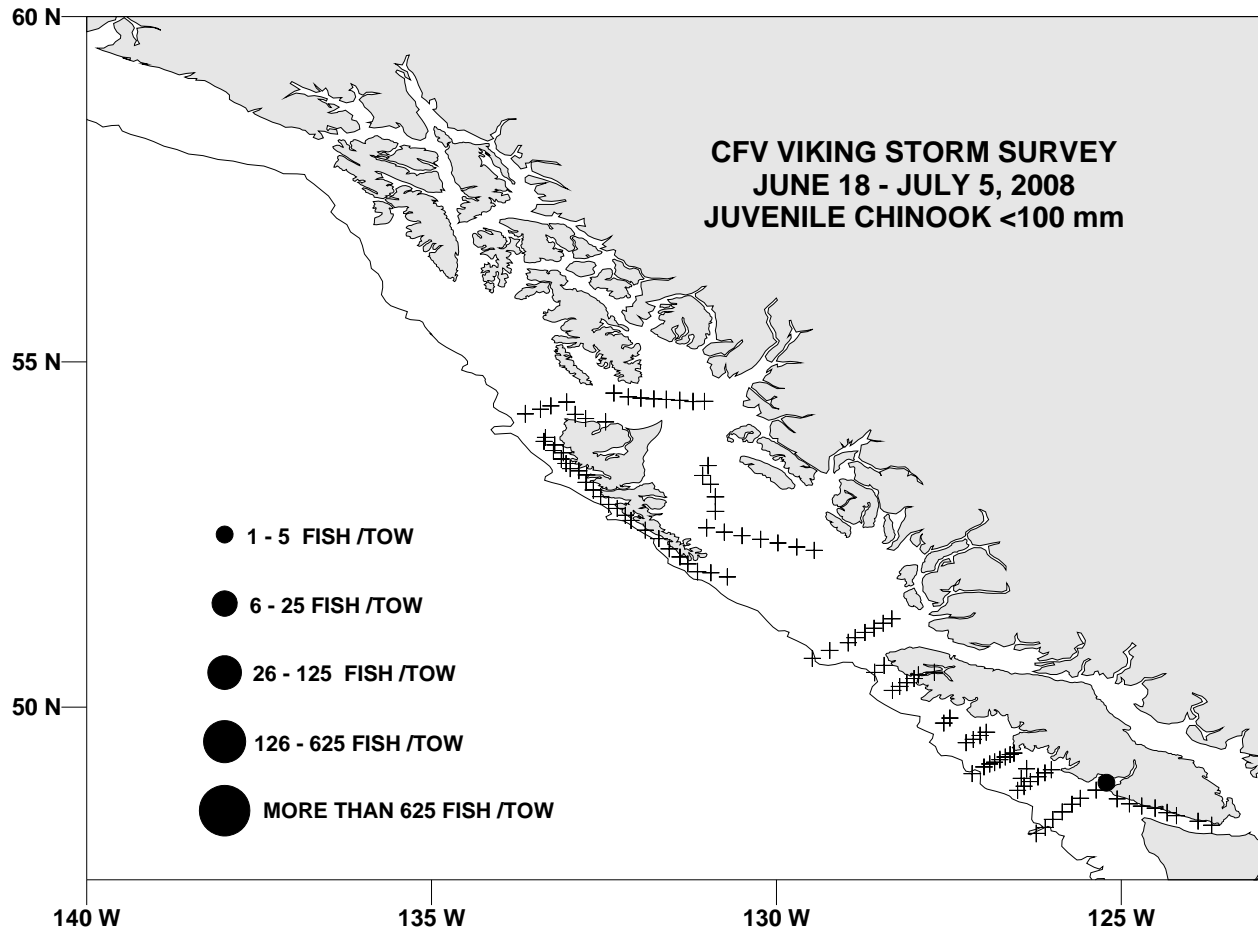 60 N
CFV VIKING STORM SURVEY
JUNE 18 - JULY 5, 2008
JUVENILE CHINOOK <100 mm
55 N
1 - 5 FISH /TOW
6 - 25 FISH /TOW
26 - 125 FISH /TOW
50 N
126 - 625 FISH /TOW
MORE THAN 625 FISH /TOW
140 W
135 W
130 W
125 W